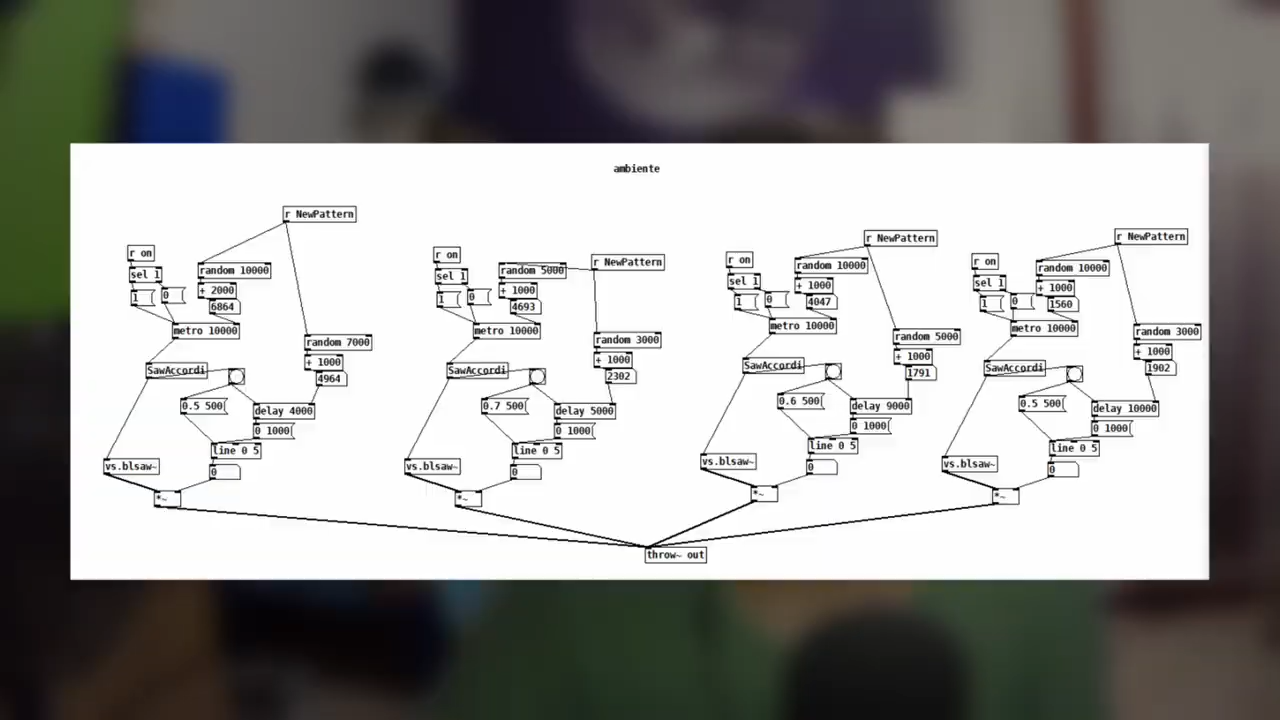 ambiente
r NewPattern
r on
sel 1
random 10000
1
0
+ 2000
6864
metro 10000
random 7000
+ 1000
4964
SawAccordi
0.5 500
delay 4000
0 1000
line 0 5
vs.blsaw~
0
*~
r on
sel 1
random 5000
r NewPattern
1
0
+ 1000
4693
metro 10000
random 3000
+ 1000
2302
SawAccordi
0.7 500
delay 5000
0 1000
line 0 5
vs.blsaw~
0
*~
r NewPattern
r on
sel 1
random 10000
1
0
+ 1000
4047
metro 10000
random 5000
+ 1000
1791
SawAccordi
0.6 500
delay 9000
0 1000
line 0 5
vs.blsaw~
0
*~
r NewPattern
r on
sel 1
random 10000
1
0
+ 1000
1560
metro 10000
random 3000
+ 1000
1902
SawAccordi
0.5 500
delay 10000
0 1000
line 0 5
vs.blsaw~
0
*~
throw~ out